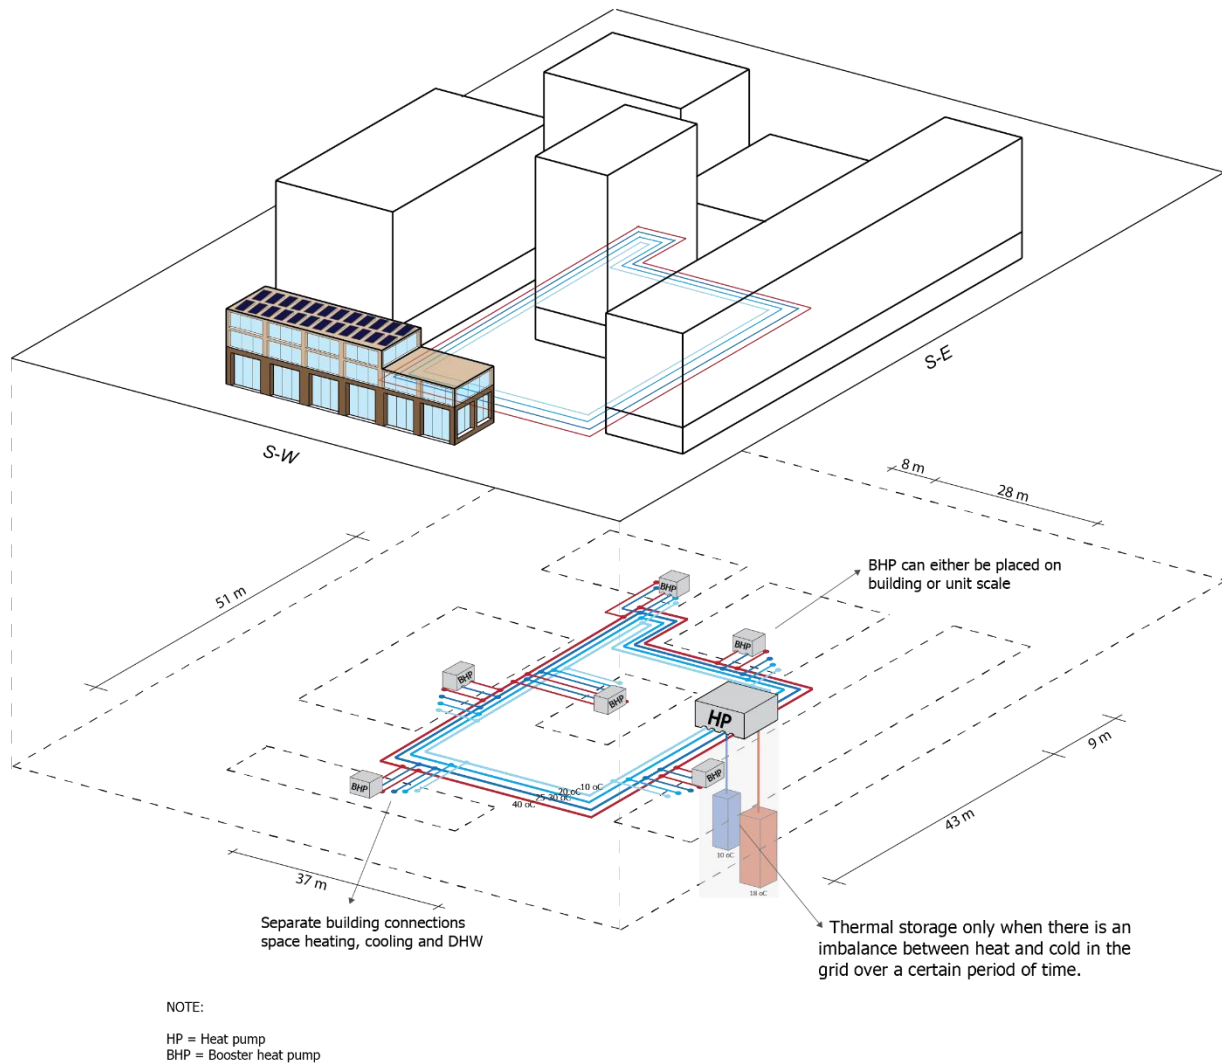 S-W
S-E
8 m
28 m
51 m
BHP can either be placed on
building or unit scale
BHP
BHP
BHP
BHP
HP
BHP
BHP
9 m
43 m
10 oC
20 oC
25-30 oC
40 oC
10 oC
18 oC
37 m
Separate building connections
space heating, cooling and DHW
Thermal storage only when there is an
imbalance between heat and cold in the
grid over a certain period of time.
NOTE:
HP = Heat pump
BHP = Booster heat pump